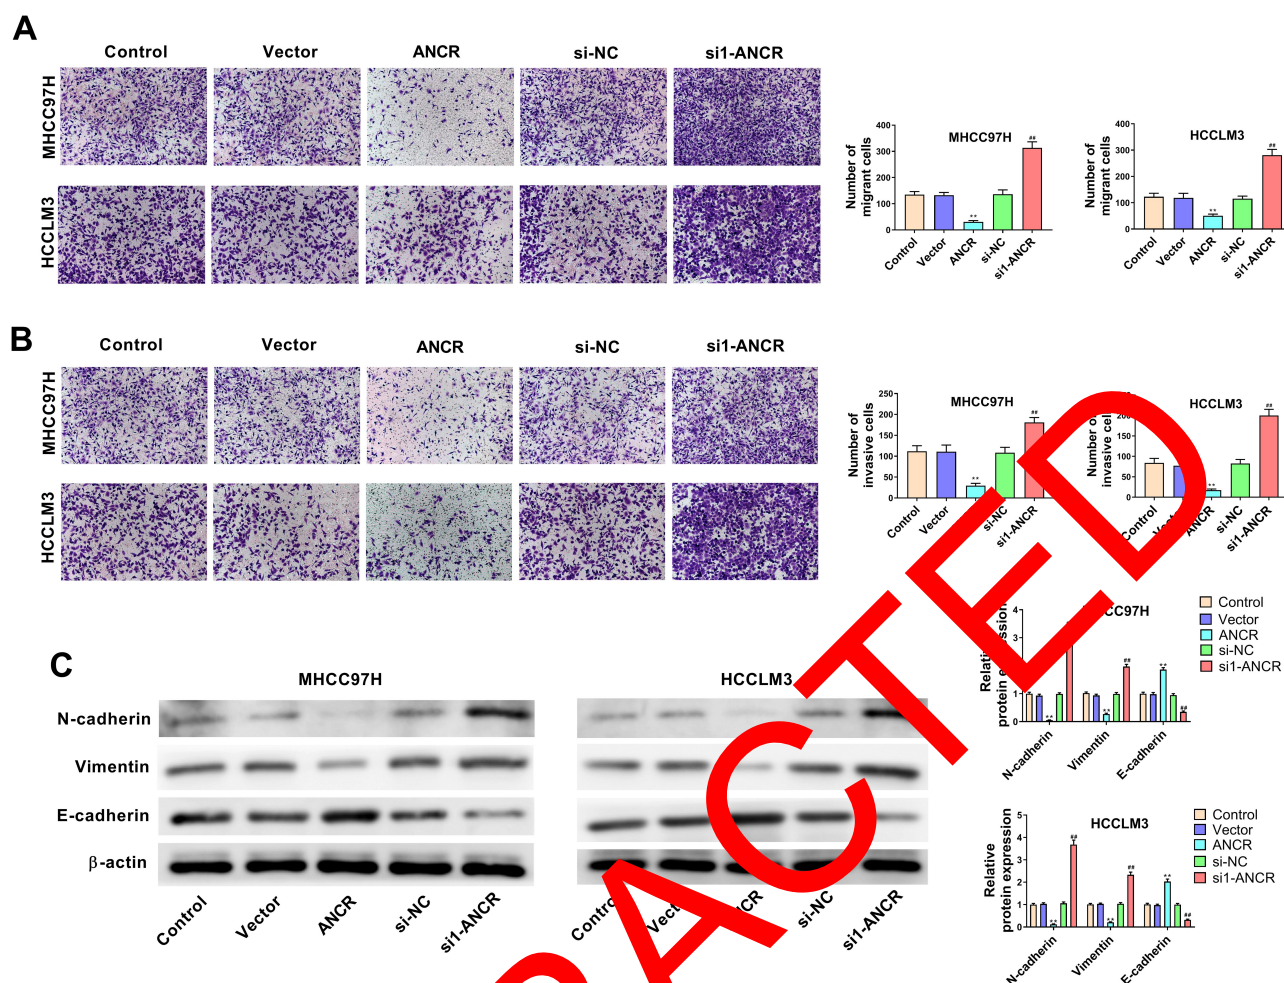 A
Control Vector ANCR si-NC si1-ANCR
MHCC97H
HCCLM3
MHCC97H
Number of
migrant cells
400
300
200
100
0
**
##
Control Vector ANCR si-NC si1-ANCR
HCCLM3
Number of
migrant cells
400
300
200
100
0
**
##
Control Vector ANCR si-NC si1-ANCR
B
Control Vector ANCR si-NC si1-ANCR
MHCC97H
HCCLM3
MHCC97H
Number of
invasive cells
250
200
150
100
50
0
**
##
Control Vector ANCR si-NC si1-ANCR
HCCLM3
Number of
invasive cel
150
100
50
0
**
##
si-NC si1-ANCR
C
MHCC97H
HCCLM3
N-cadherin
Vimentin
E-cadherin
β-actin
Control Vector ANCR si-NC si1-ANCR
si-NC si1-ANCR
Relative
4
3
1
0
**
**
##
**
##
N-cadherin Vimentin E-cadherin
Control
Vector
ANCR
si-NC
si1-ANCR
HCCLM3
Relative
protein expression
5
4
3
2
1
0
**
##
**
##
**
##
N-cadherin Vimentin E-cadherin
Control
Vector
ANCR
si-NC
si1-ANCR
ACTED